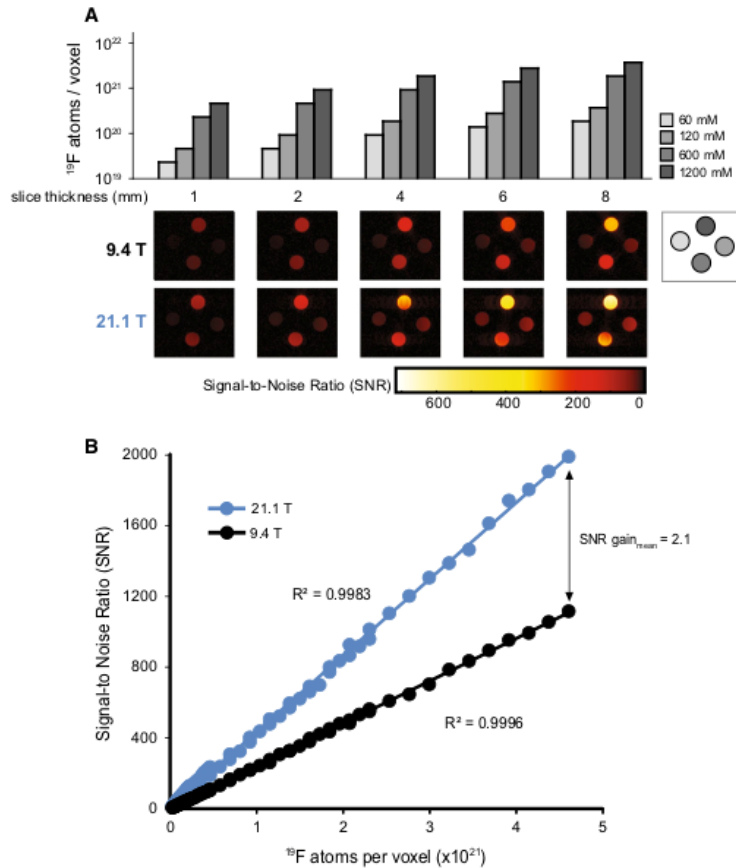 A
¹⁹F atoms / voxel
10²²
10²¹
10²⁰
10¹⁹
60 mM
120 mM
600 mM
1200 mM
slice thickness (mm) 1 2 4 6 8
9.4 T
21.1 T
Signal-to-Noise Ratio (SNR)
600 400 200 0
B
Signal-to Noise Ratio (SNR)
2000
1600
1200
800
400
0
21.1 T
9.4 T
SNR gain_mean = 2.1
R² = 0.9983
R² = 0.9996
0 1 2 3 4 5
¹⁹F atoms per voxel (x10²¹)